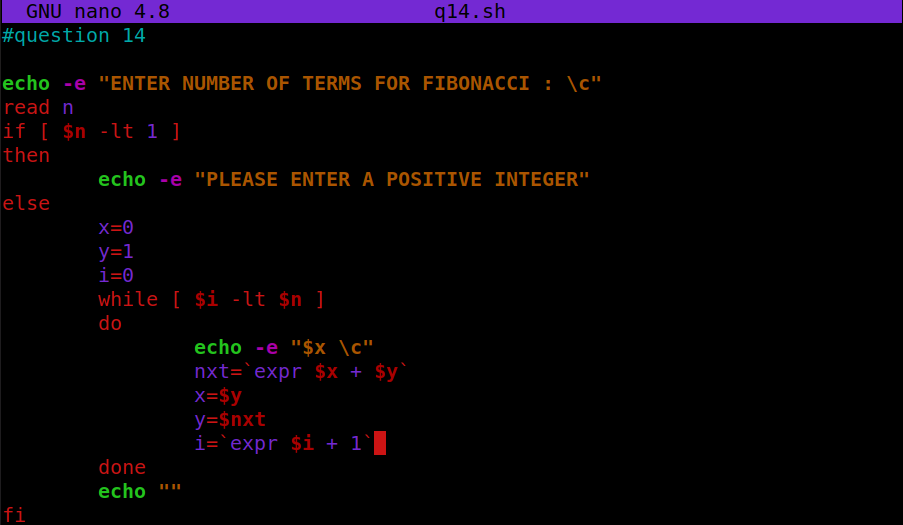 GNU nano 4.8 q14.sh
#question 14
echo -e "ENTER NUMBER OF TERMS FOR FIBONACCI : \c"
read n
if [ $n -lt 1 ]
then
echo -e "PLEASE ENTER A POSITIVE INTEGER"
else
x=0
y=1
i=0
while [ $i -lt $n ]
do
echo -e "$x \c"
nxt=`expr $x + $y`
x=$y
y=$nxt
i=`expr $i + 1`
done
echo ""
fi